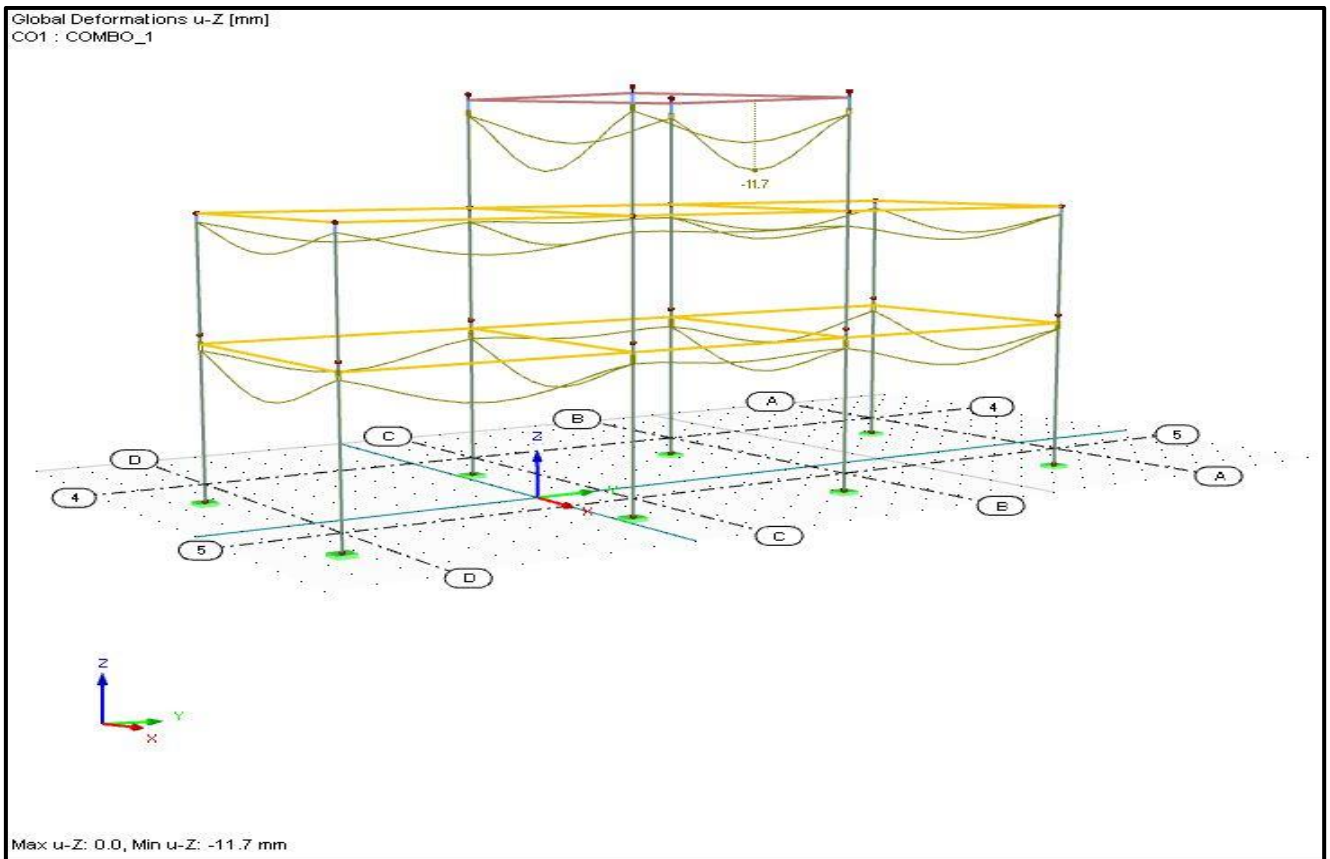 Global Deformations u-Z [mm]
CO1 : COMBO_1
-11.7
A
4
B
C
Z
5
D
A
4
X
B
C
5
D
Z
Y
X
Max u-Z: 0.0, Min u-Z: -11.7 mm